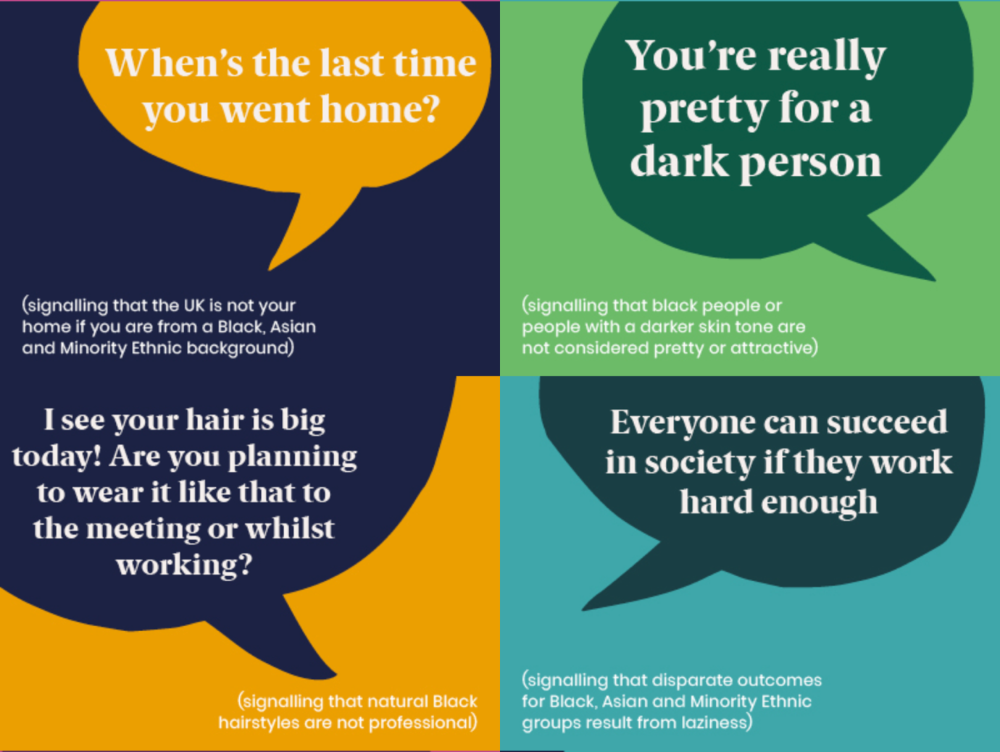 When's the last time
you went home?
(signalling that the UK is not your
home if you are from a Black, Asian
and Minority Ethnic background)
You're really
pretty for a
dark person
(signalling that black people or
people with a darker skin tone are
not considered pretty or attractive)
I see your hair is big
today! Are you planning
to wear it like that to
the meeting or whilst
working?
(signalling that natural Black
hairstyles are not professional)
Everyone can succeed
in society if they work
hard enough
(signalling that disparate outcomes
for Black, Asian and Minority Ethnic
groups result from laziness)